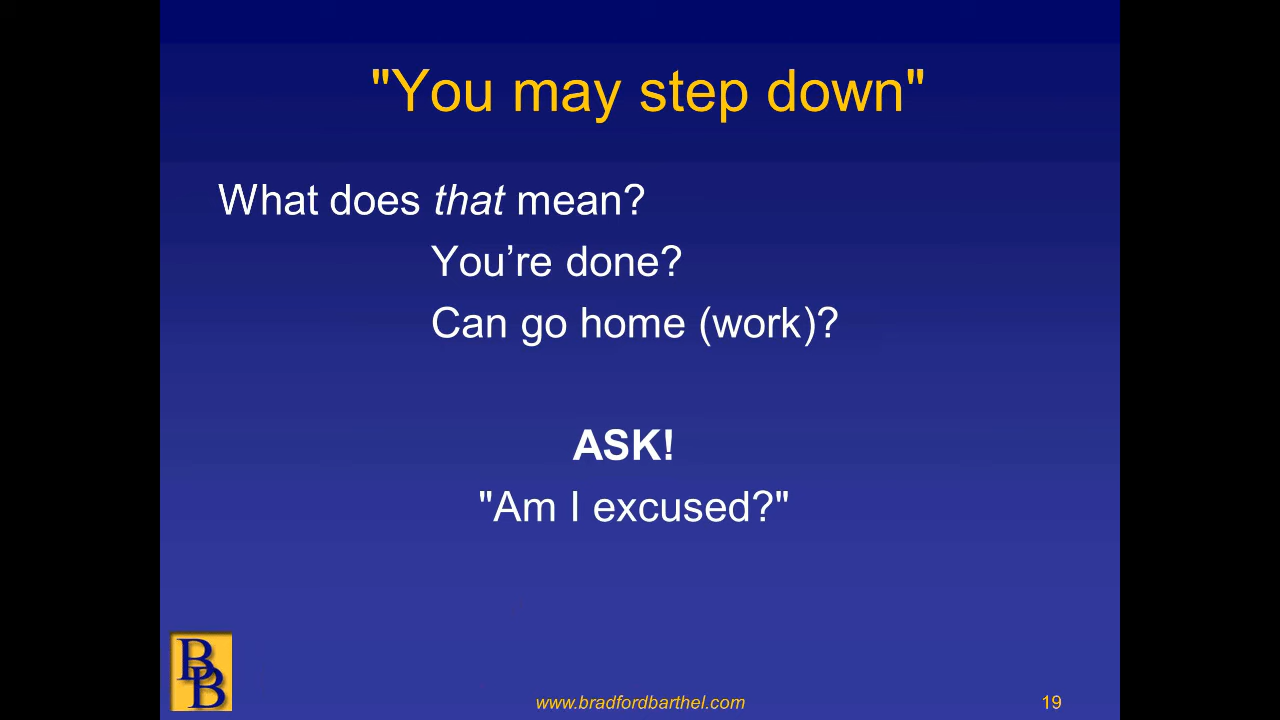 "You may step down"
What does that mean?
You’re done?
Can go home (work)?
ASK!
"Am I excused?"
BB
www.bradfordbarthel.com
19